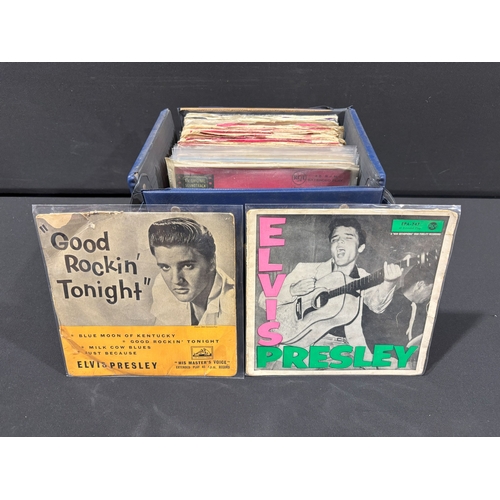 "Good
Rockin'
Tonight"
BLUE MOON OF KENTUCKY
GOOD ROCKIN' TONIGHT
MILK COW BLUES
JUST BECAUSE
ELVIS PRESLEY
"HIS MASTER'S VOICE"
ELVIS
PRESLEY